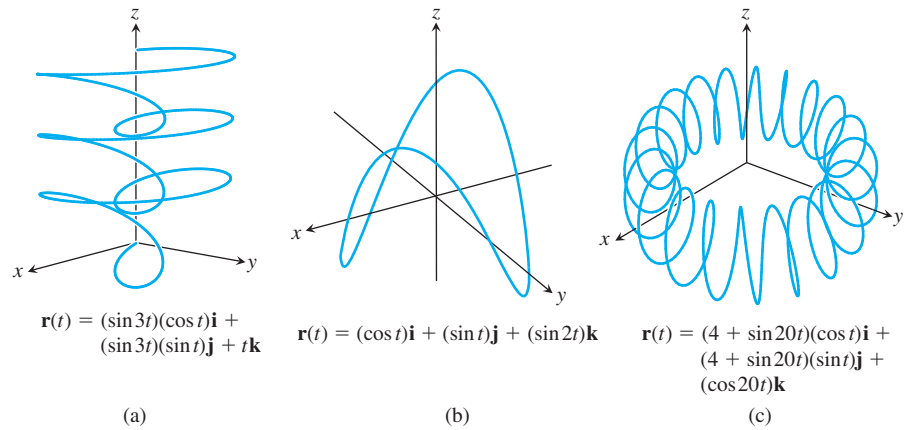 z
x
y
r(t) = (sin 3t)(cos t)i +
(sin 3t)(sin t)j + tk
(a)
z
x
y
r(t) = (cos t)i + (sin t)j + (sin 2t)k
(b)
z
x
y
r(t) = (4 + sin 20t)(cos t)i +
(4 + sin 20t)(sin t)j +
(cos 20t)k
(c)